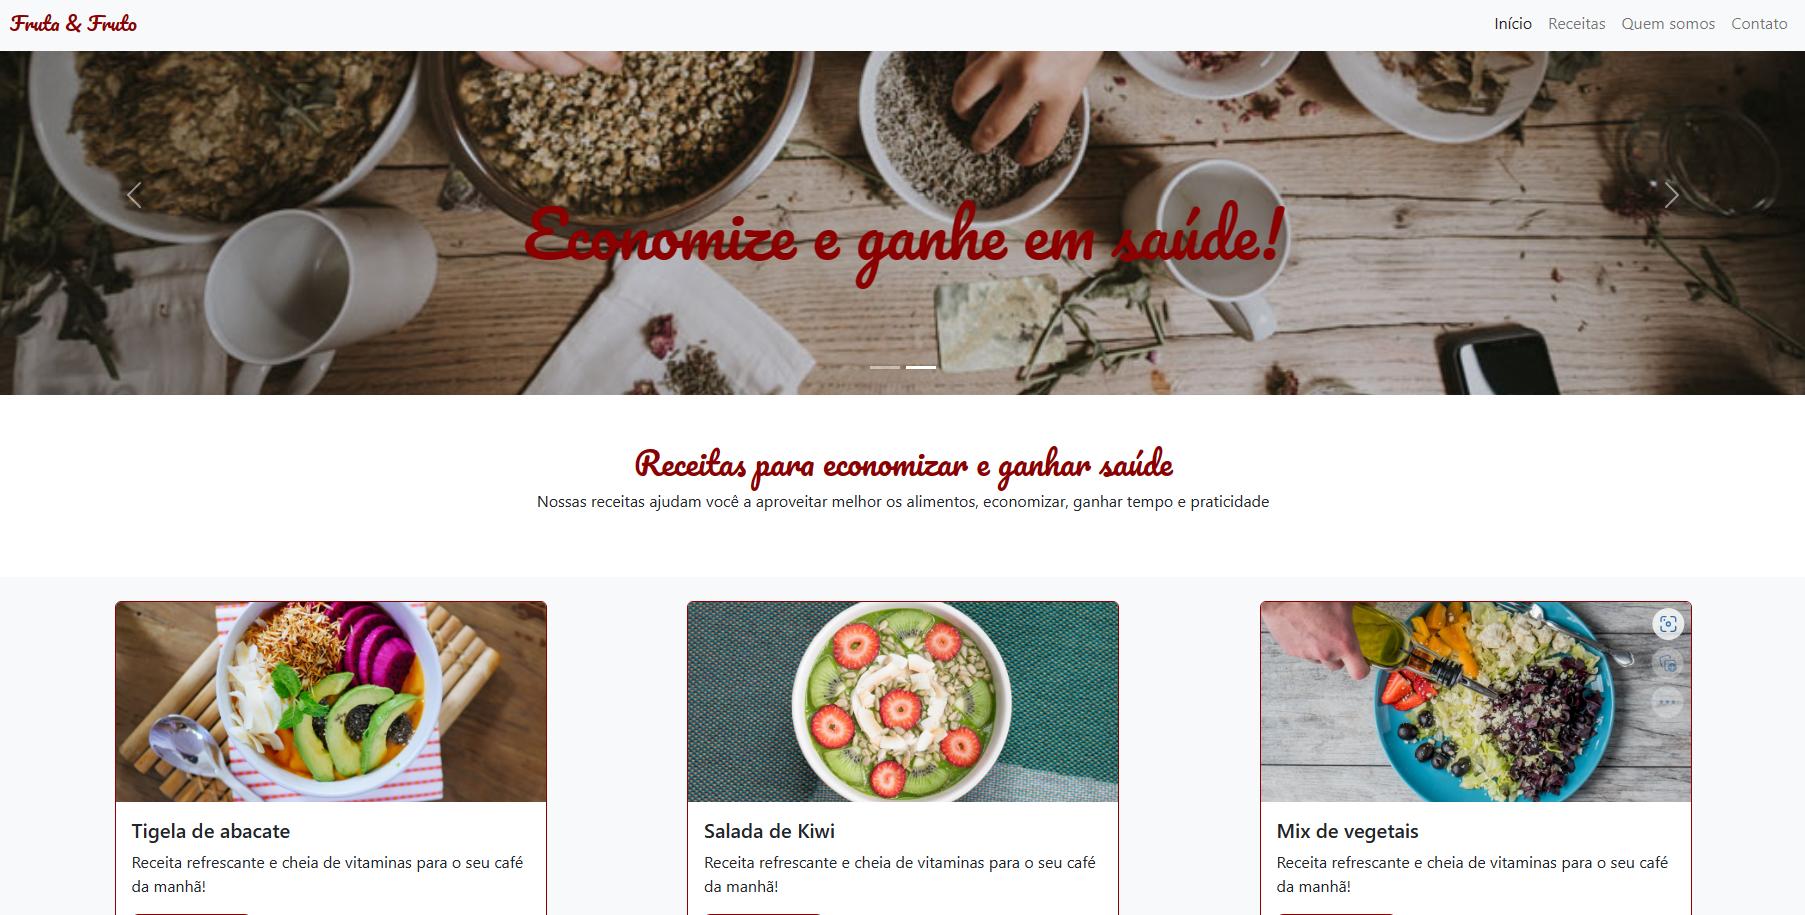 Fruta & Fruto
Início Receitas Quem somos Contato
Economize e ganhe em saúde!
Receitas para economizar e ganhar saúde
Nossas receitas ajudam você a aproveitar melhor os alimentos, economizar, ganhar tempo e praticidade
Tigela de abacate
Receita refrescante e cheia de vitaminas para o seu café
da manhã!
Salada de Kiwi
Receita refrescante e cheia de vitaminas para o seu café
da manhã!
Mix de vegetais
Receita refrescante e cheia de vitaminas para o seu café
da manhã!